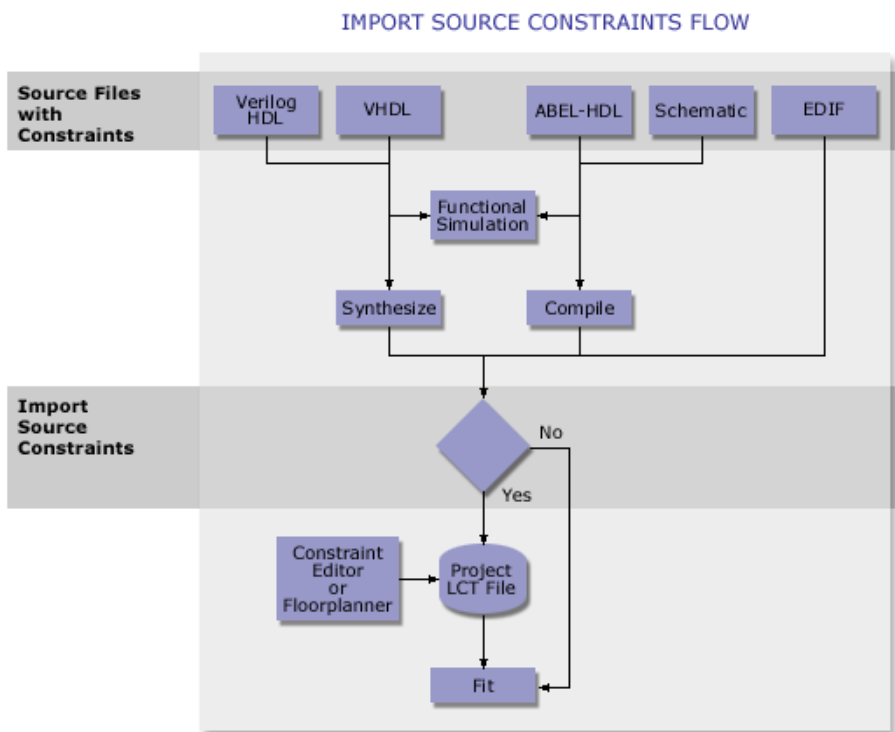 IMPORT SOURCE CONSTRAINTS FLOW
Source Files
with
Constraints
Verilog
HDL
VHDL
ABEL-HDL
Schematic
EDIF
Functional
Simulation
Synthesize
Compile
Import
Source
Constraints
No
Yes
Constraint
Editor
or
Floorplanner
Project
LCT File
Fit